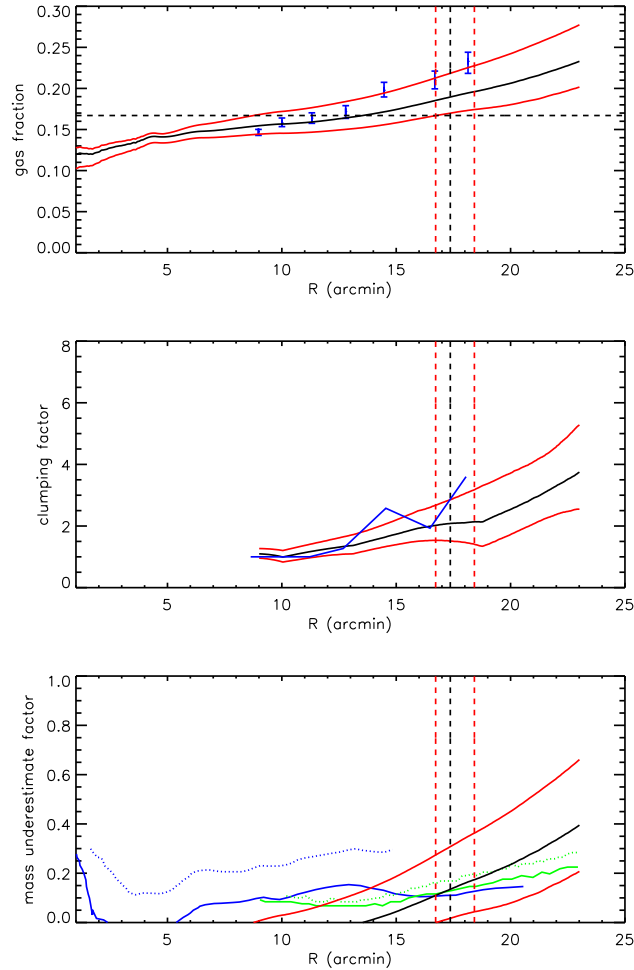 0.30
0.25
0.20
0.15
0.10
0.05
0.00
gas fraction
5 10 15 20 25
R (arcmin)
8
6
4
2
0
clumping factor
5 10 15 20 25
R (arcmin)
1.0
0.8
0.6
0.4
0.2
0.0
mass underestimate factor
5 10 15 20 25
R (arcmin)